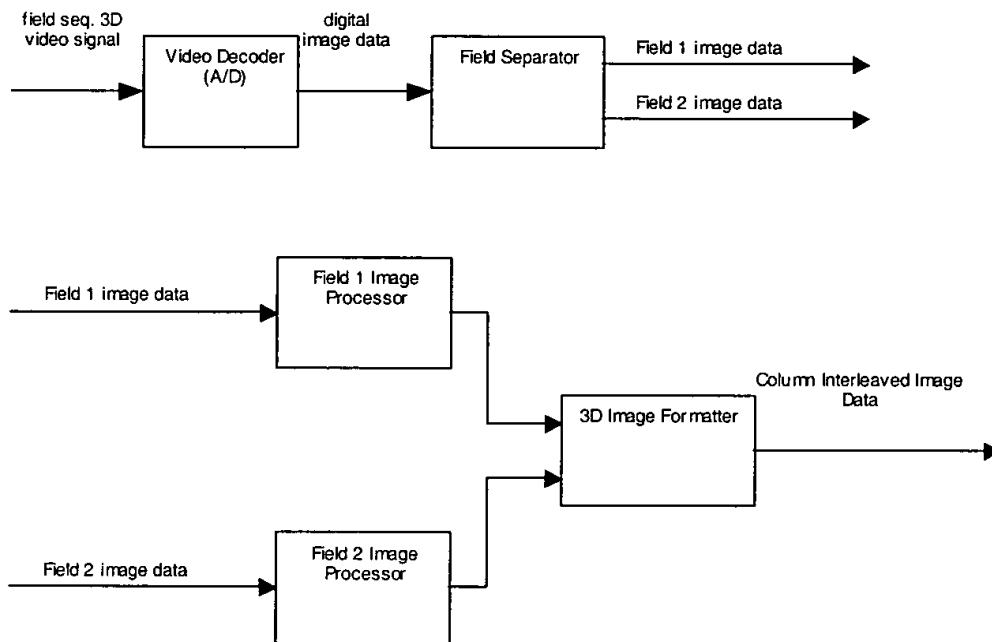 field seq. 3D
video signal
digital
image data
Video Decoder
(A/D)
Field Separator
Field 1 image data
Field 2 image data
Field 1 image data
Field 1 Image
Processor
Column Interleaved Image
Data
3D Image Formatter
Field 2 image data
Field 2 Image
Processor